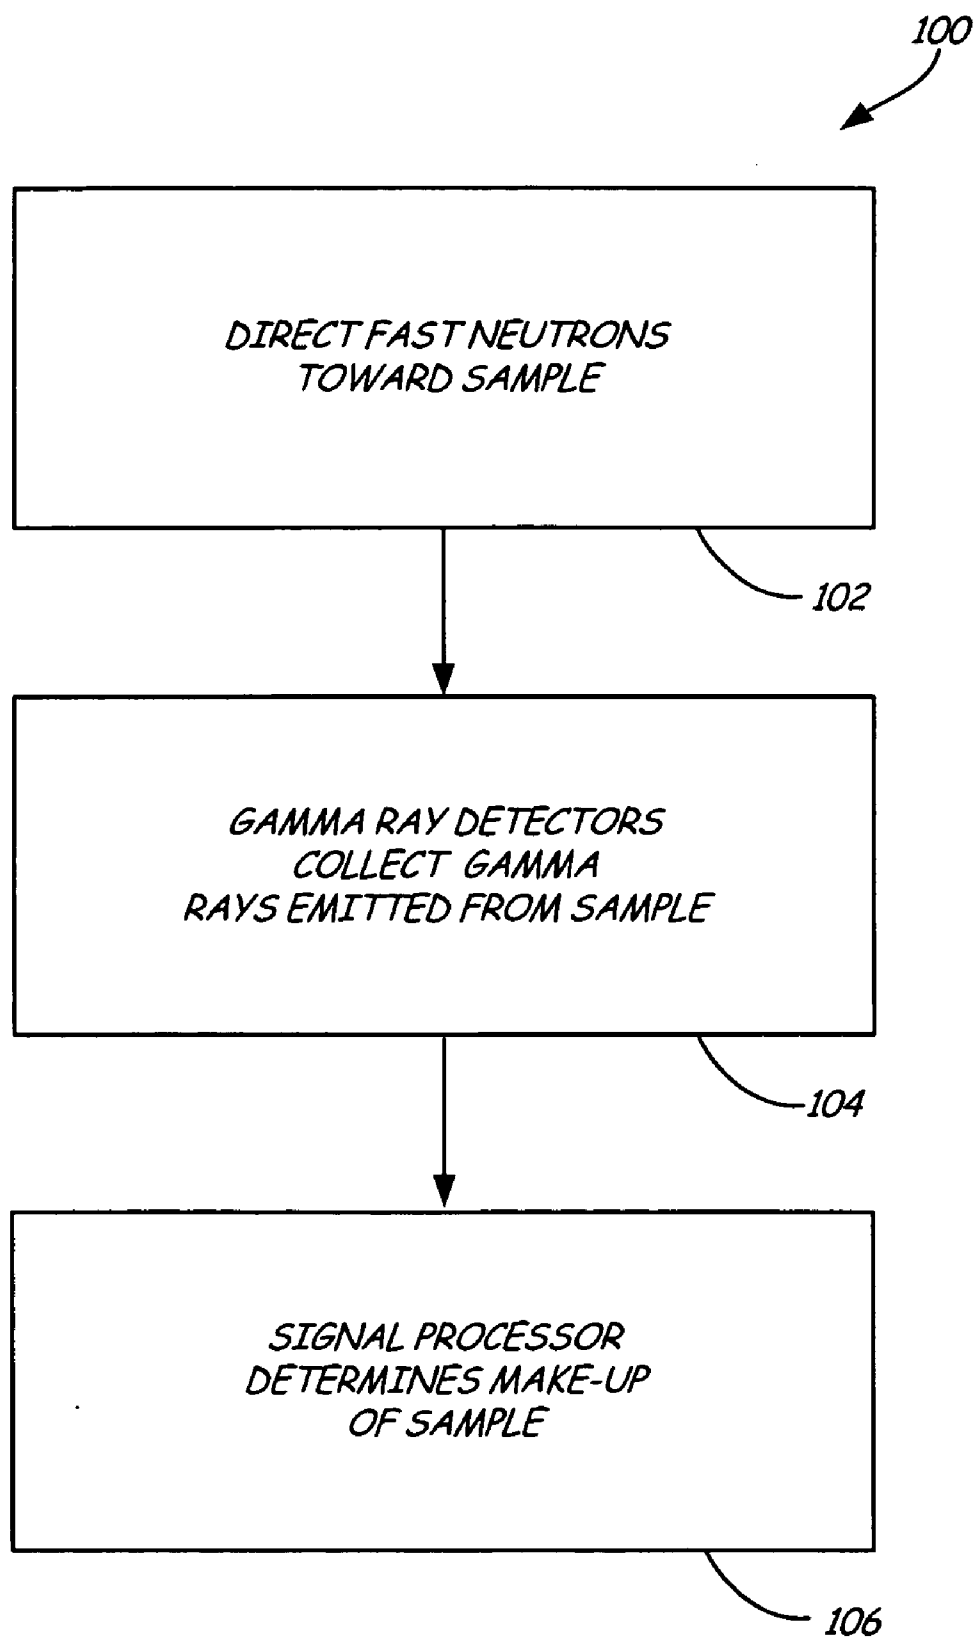 100
DIRECT FAST NEUTRONS
TOWARD SAMPLE
102
GAMMA RAY DETECTORS
COLLECT GAMMA
RAYS EMITTED FROM SAMPLE
104
SIGNAL PROCESSOR
DETERMINES MAKE-UP
OF SAMPLE
106